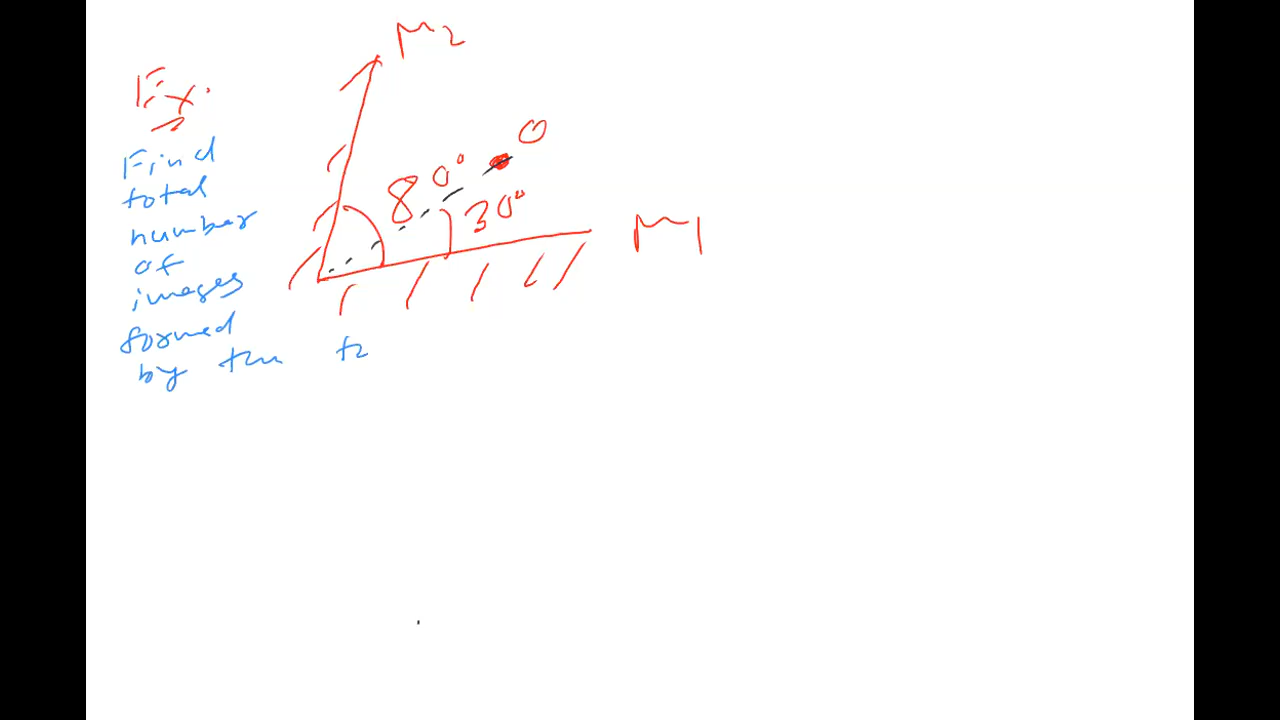 M2
Ex.
Find
total
number
of
images
formed
by the
O
80°
30°
M1